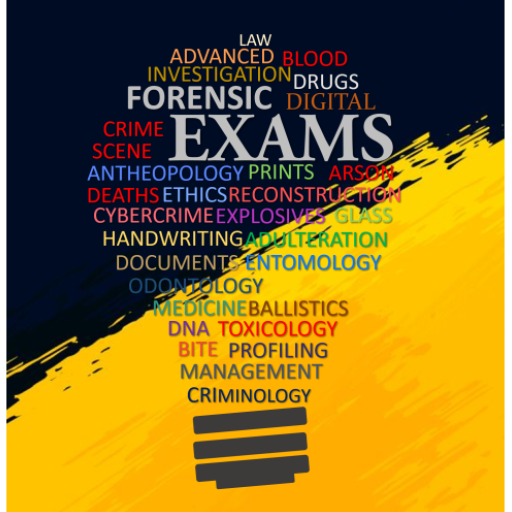 LAW
ADVANCED BLOOD
INVESTIGATION DRUGS
FORENSIC DIGITAL
CRIME EXAMS
SCENE
ANTHEOPOLOGY PRINTS ARSON
DEATHS ETHICS RECONSTRUCTION
CYBERCRIME EXPLOSIVES GLASS
HANDWRITING ADULTERATION
DOCUMENTS ENTOMOLOGY
ODONTOLOGY
MEDICINE BALLISTICS
DNA TOXICOLOGY
BITE PROFILING
MANAGEMENT
CRIMINOLOGY